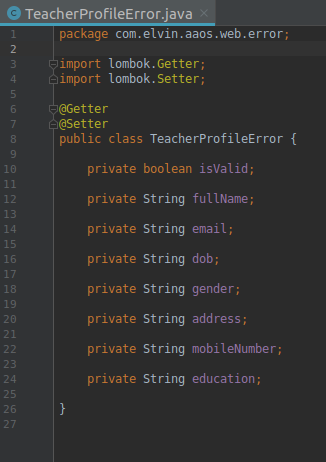 TeacherProfileError.java
1 package com.elvin.aaos.web.error;
2
3 import lombok.Getter;
4 import lombok.Setter;
5
6 @Getter
7 @Setter
8 public class TeacherProfileError {
9
10 private boolean isValid;
11
12 private String fullName;
13
14 private String email;
15
16 private String dob;
17
18 private String gender;
19
20 private String address;
21
22 private String mobileNumber;
23
24 private String education;
25
26 }
27